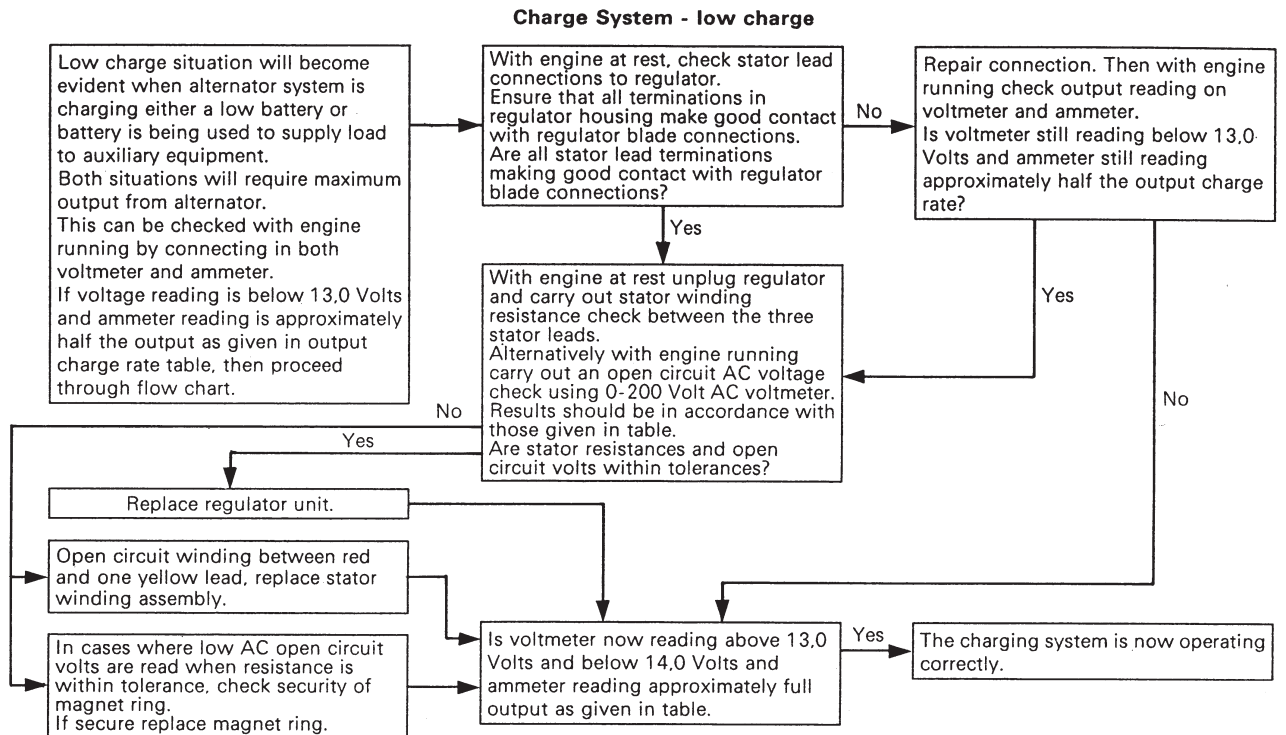 Charge System - low charge
Low charge situation will become
evident when alternator system is
charging either a low battery or
battery is being used to supply load
to auxiliary equipment.
Both situations will require maximum
output from alternator.
This can be checked with engine
running by connecting in both
voltmeter and ammeter.
If voltage reading is below 13,0 Volts
and ammeter reading is approximately
half the output as given in output
charge rate table, then proceed
through flow chart.
With engine at rest, check stator lead
connections to regulator.
Ensure that all terminations in
regulator housing make good contact
with regulator blade connections.
Are all stator lead terminations
making good contact with regulator
blade connections?
No
Repair connection. Then with engine
running check output reading on
voltmeter and ammeter.
Is voltmeter still reading below 13,0
Volts and ammeter still reading
approximately half the output charge
rate?
Yes
With engine at rest unplug regulator
and carry out stator winding
resistance check between the three
stator leads.
Alternatively with engine running
carry out an open circuit AC voltage
check using 0-200 Volt AC voltmeter.
Results should be in accordance with
those given in table.
Are stator resistances and open
circuit volts within tolerances?
Yes
No
No
Yes
Replace regulator unit.
Open circuit winding between red
and one yellow lead, replace stator
winding assembly.
In cases where low AC open circuit
volts are read when resistance is
within tolerance, check security of
magnet ring.
If secure replace magnet ring.
Is voltmeter now reading above 13,0
Volts and below 14,0 Volts and
ammeter reading approximately full
output as given in table.
Yes
The charging system is now operating
correctly.